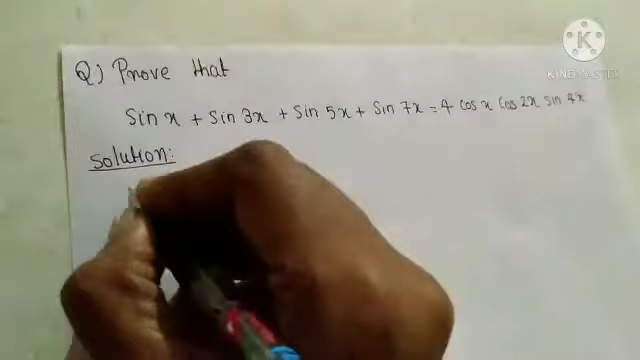 Q) Prove that
Sin x + Sin 3x + Sin 5x + Sin 7x = 4 Cos x Cos 2x Sin 4x
Solution:
KINEMASTER